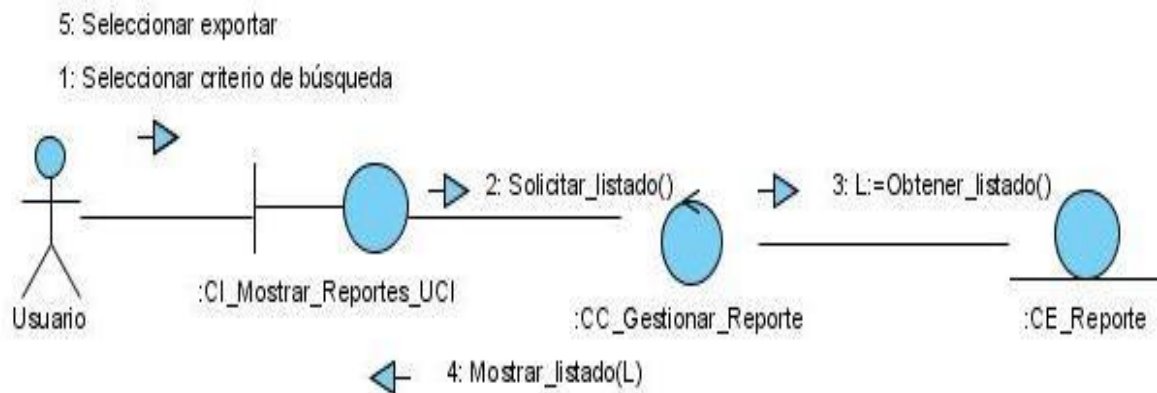 5: Seleccionar exportar
1: Seleccionar criterio de búsqueda
2: Solicitar_listado()
3: L:=Obtener_listado()
:CI_Mostrar_Reportes_UCI
Usuario
:CC_Gestionar_Reporte
:CE_Reporte
4: Mostrar_listado(L)